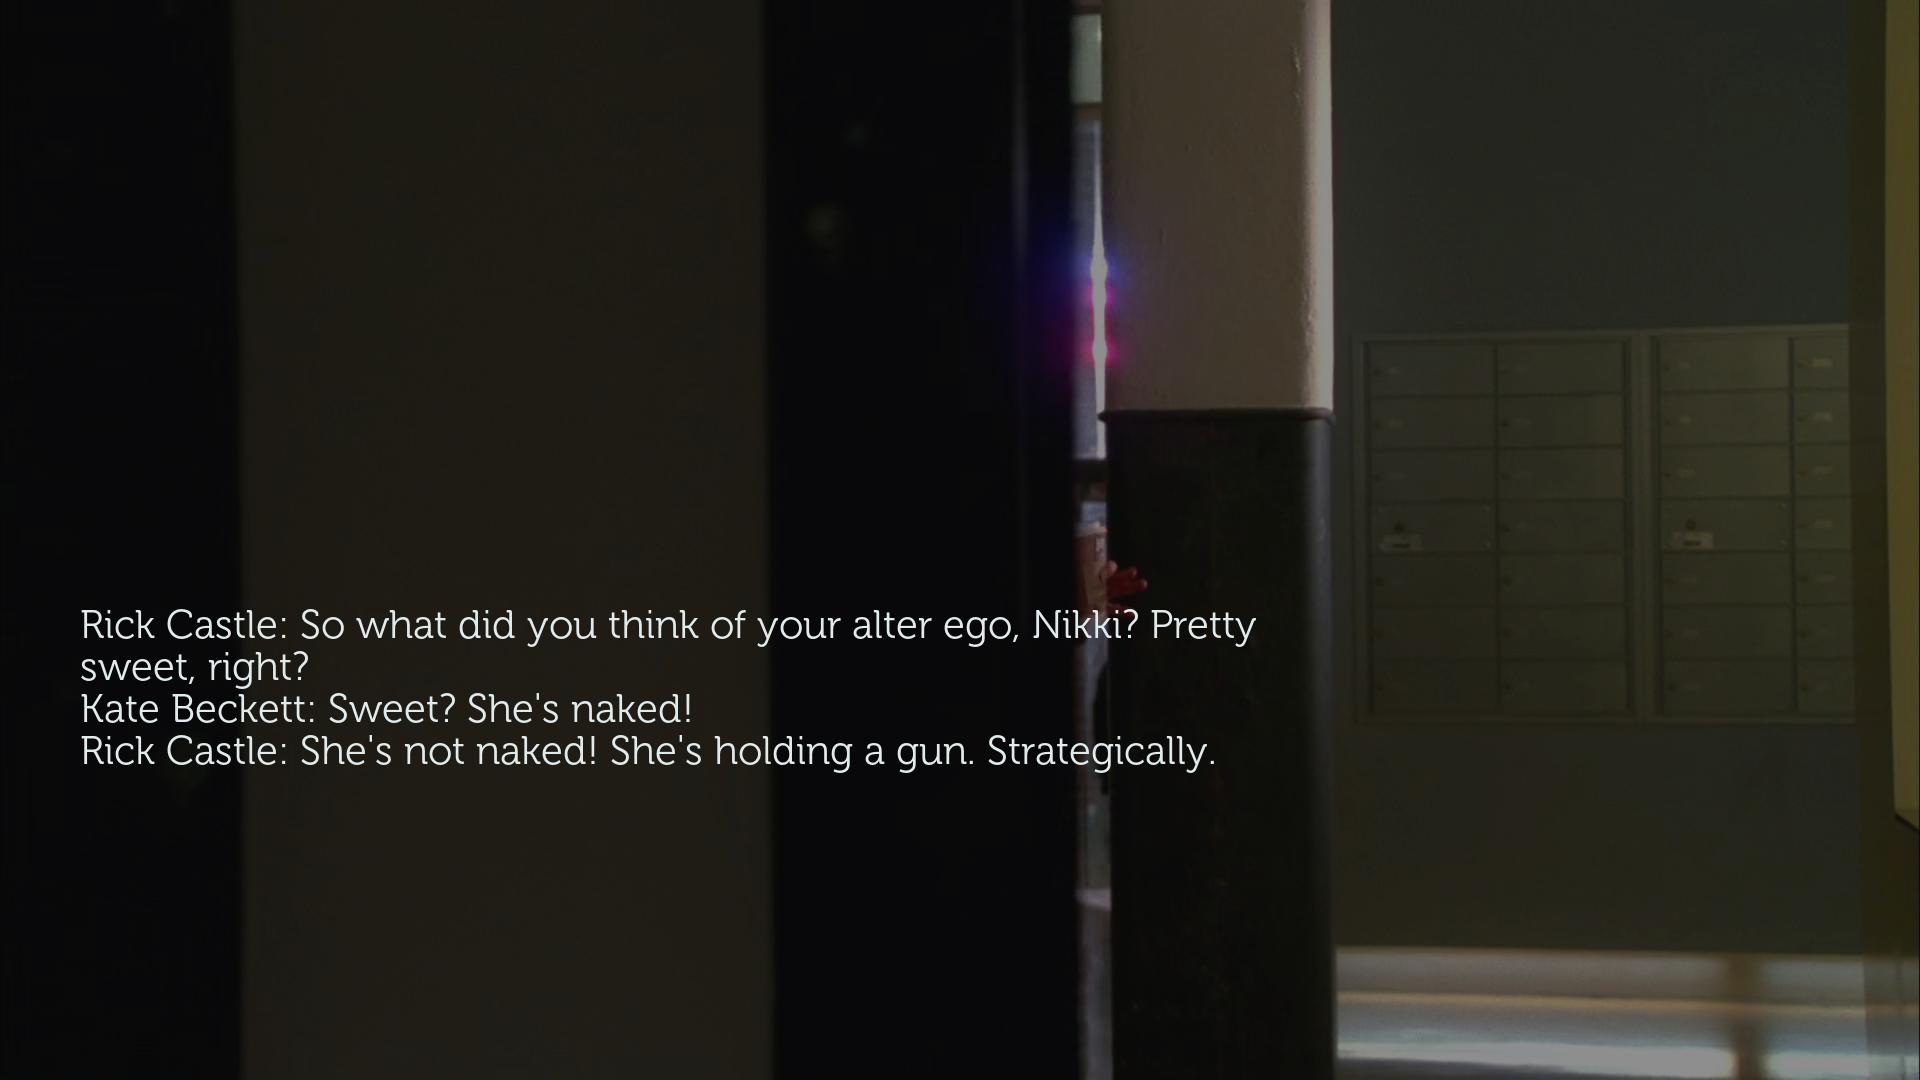 Rick Castle: So what did you think of your alter ego, Nikki? Pretty
sweet, right?
Kate Beckett: Sweet? She's naked!
Rick Castle: She's not naked! She's holding a gun. Strategically.